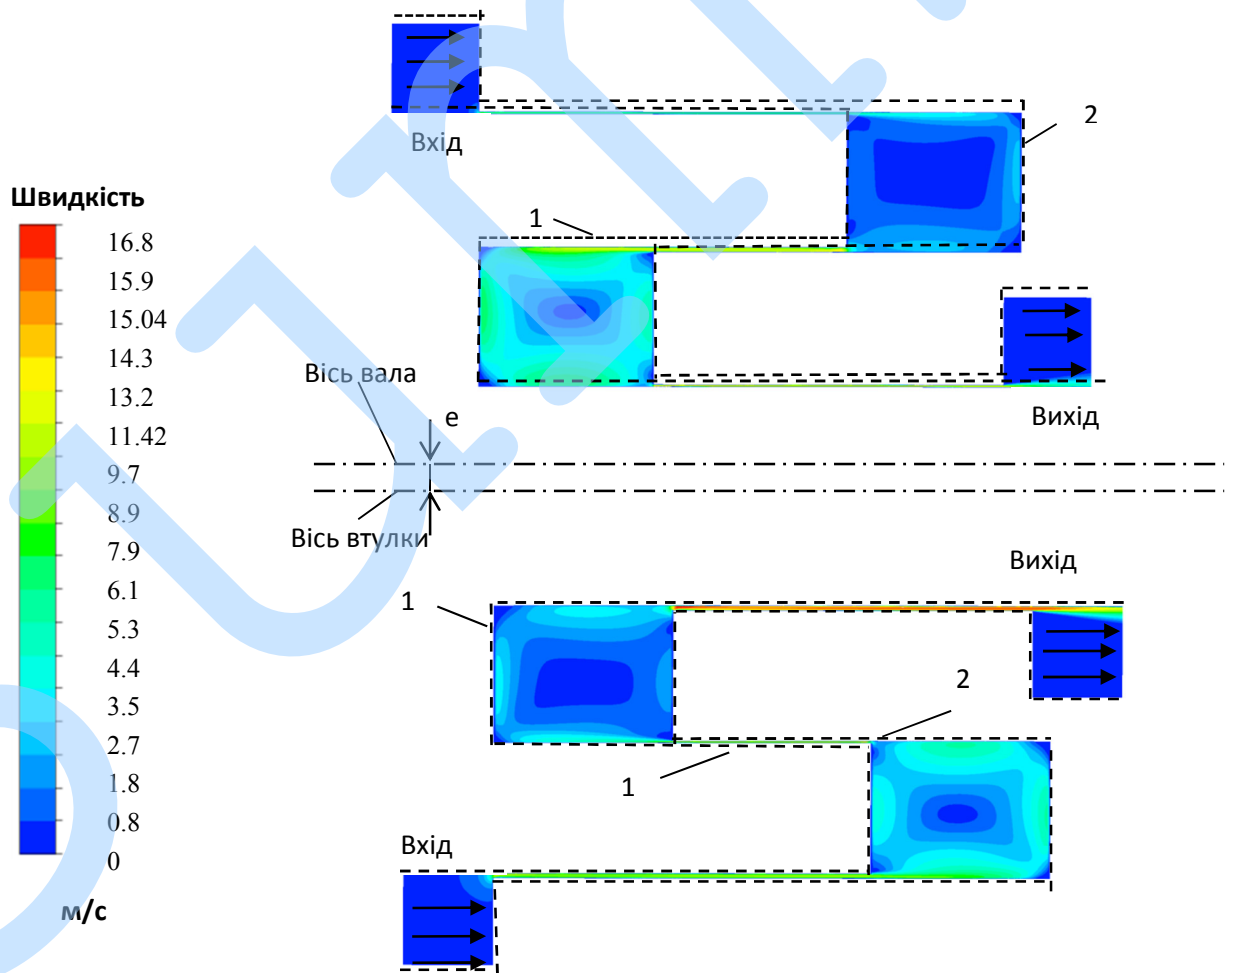 Вхід
2
Швидкість
1
16.8
15.9
15.04
14.3
13.2
11.42
9.7
8.9
7.9
6.1
5.3
4.4
3.5
2.7
1.8
0.8
0
м/с
Вісь вала
e
Вихід
Вісь втулки
Вихід
1
2
1
Вхід